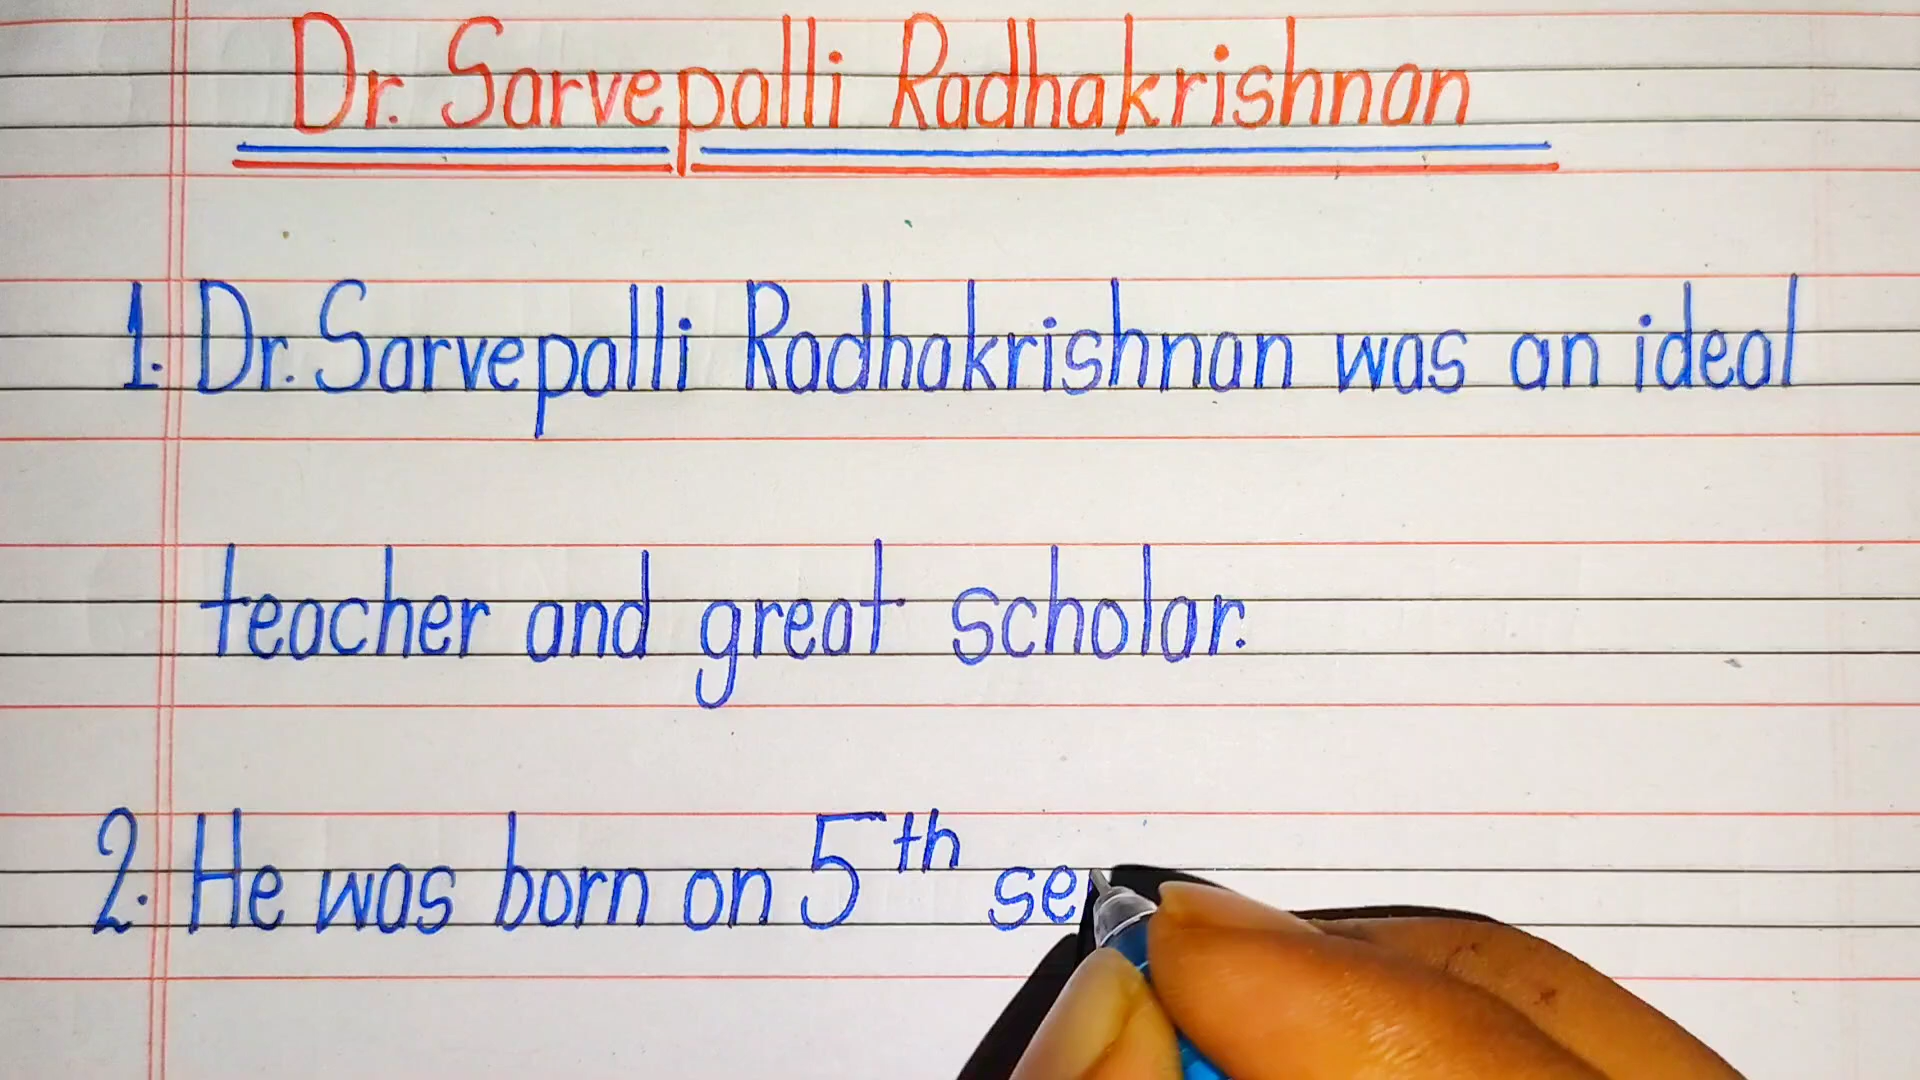 Dr. Sarvepalli Radhakrishnan
1. Dr. Sarvepalli Radhakrishnan was an ideal
teacher and great scholar.
2. He was born on 5th se